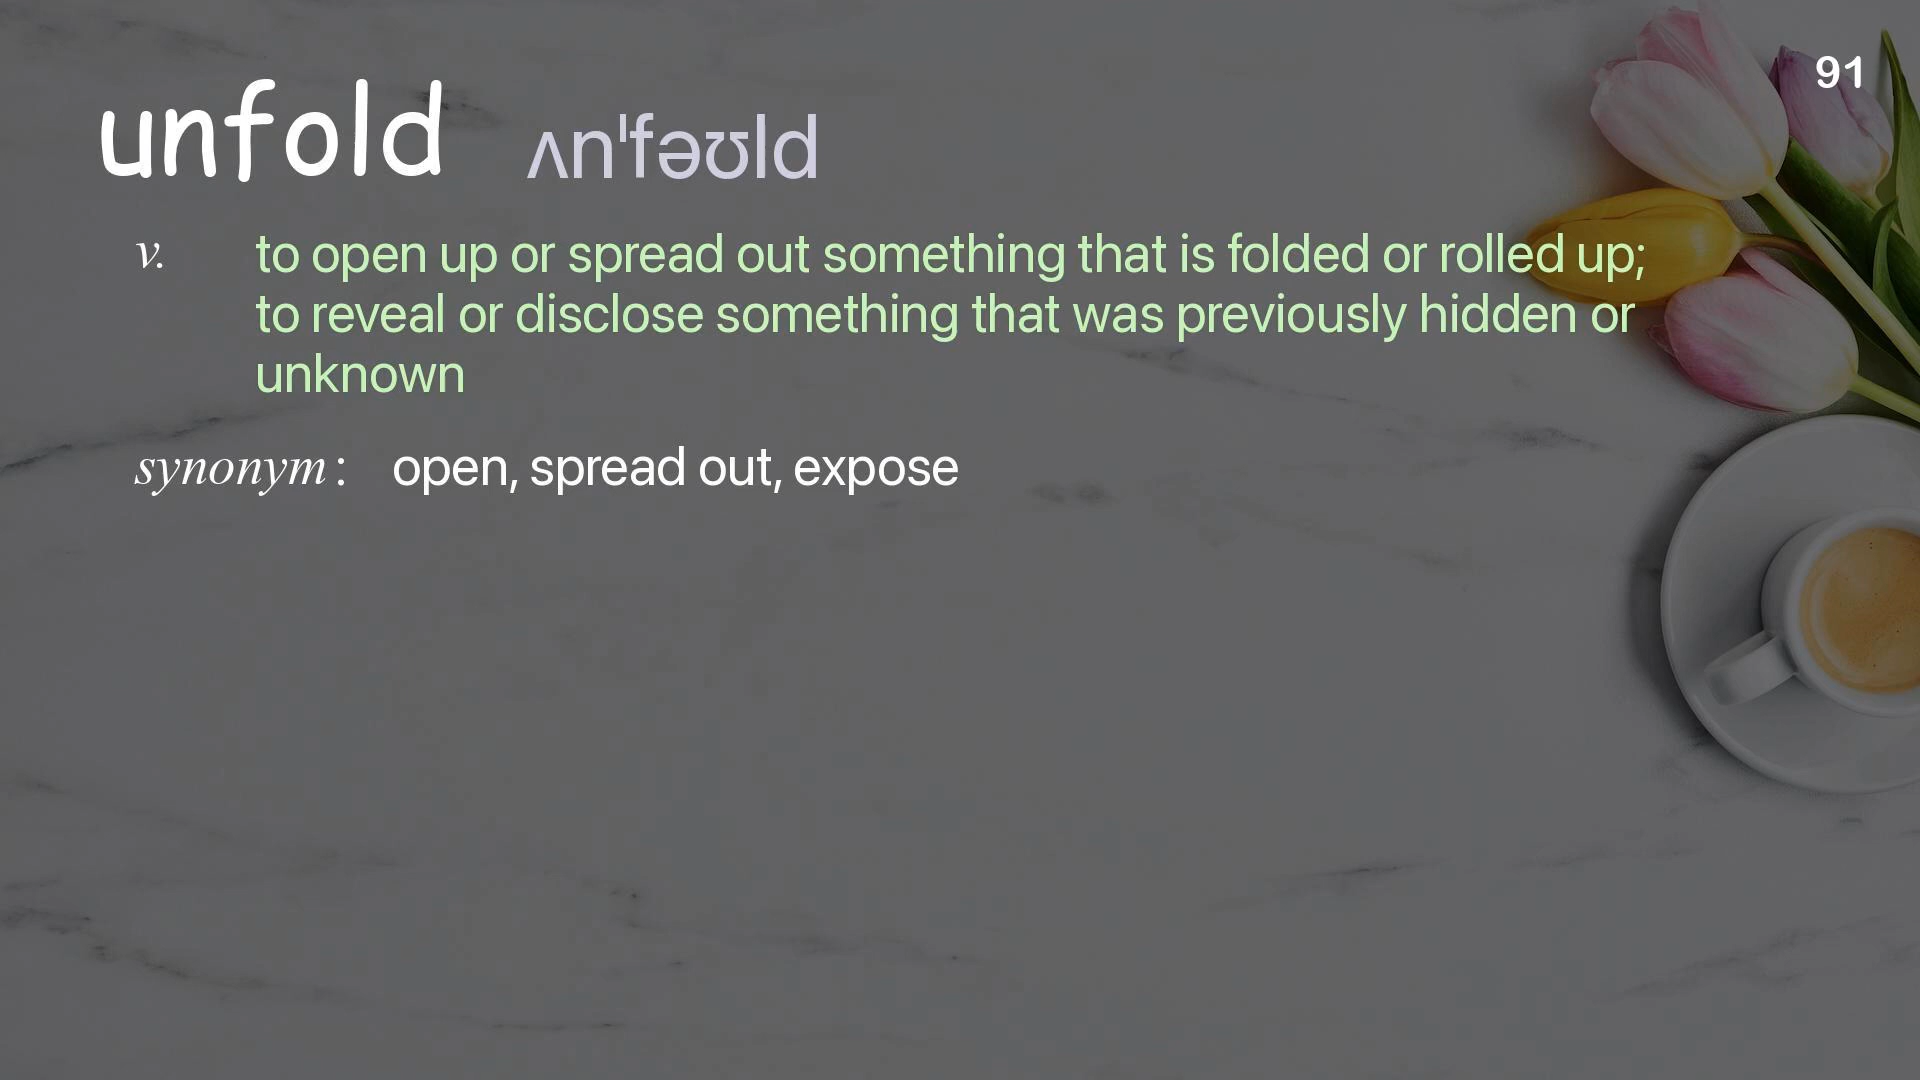 91
unfold ʌnˈfəʊld
v. to open up or spread out something that is folded or rolled up;
to reveal or disclose something that was previously hidden or
unknown
synonym : open, spread out, expose